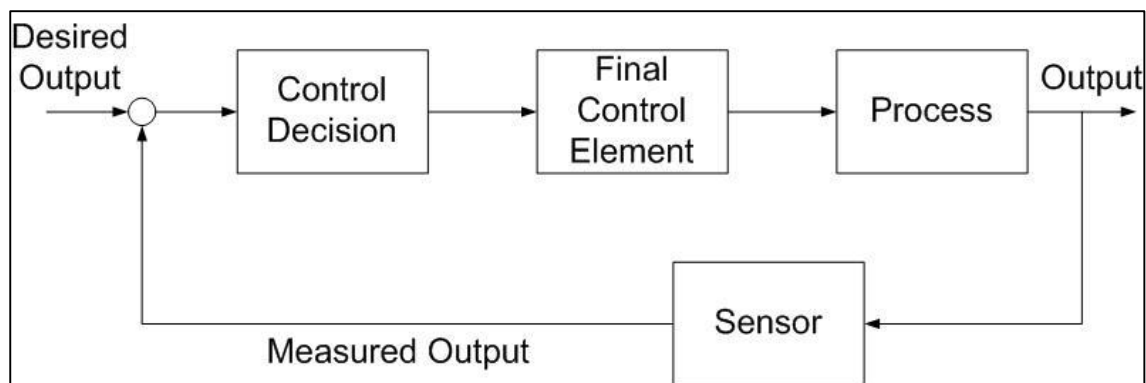 Desired
Output
Control
Decision
Final
Control
Element
Process
Output
Sensor
Measured Output